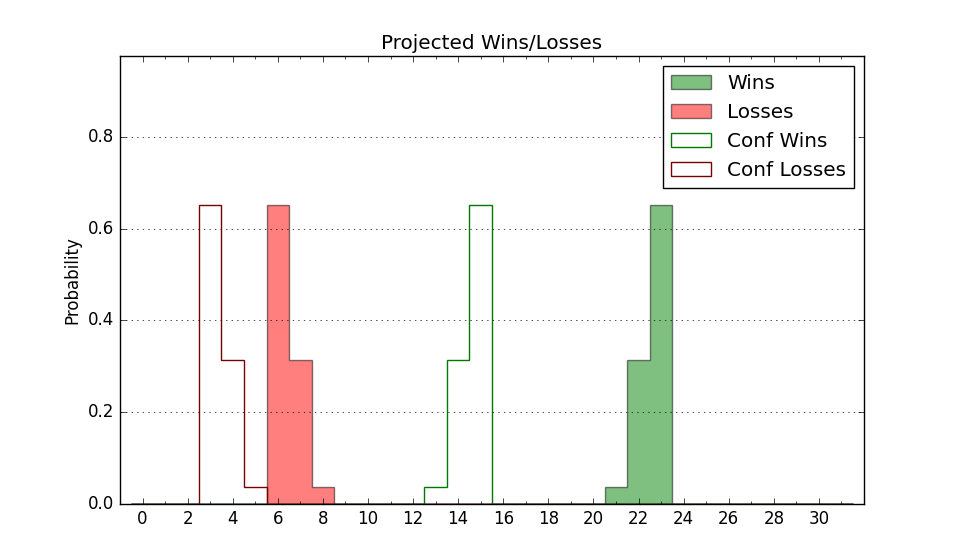 Projected Wins/Losses
Wins
Losses
Conf Wins
Conf Losses
Probability
0.8
0.6
0.4
0.2
0.0
0 2 4 6 8 10 12 14 16 18 20 22 24 26 28 30